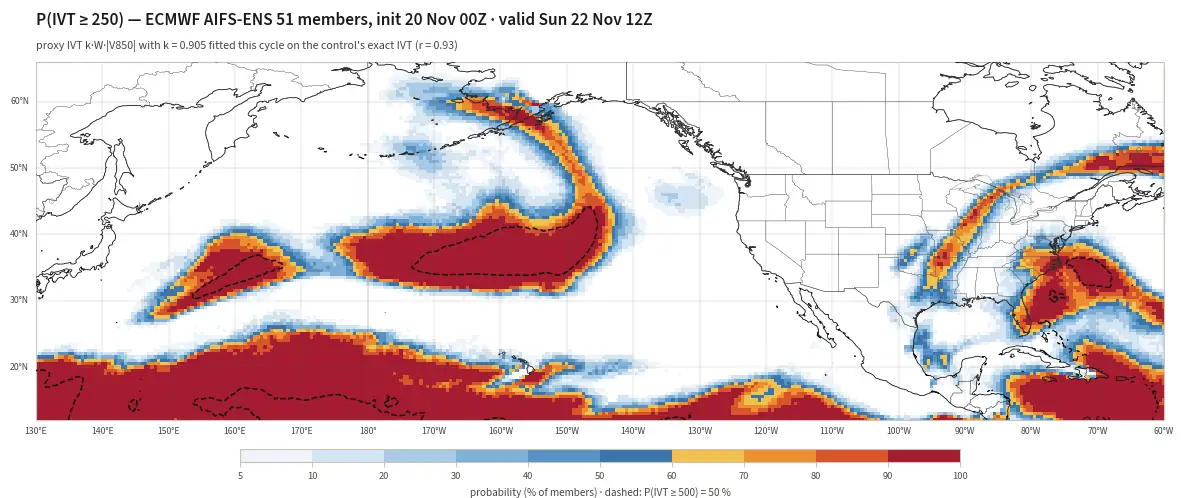 P(IVT ≥ 250) — ECMWF AIFS-ENS 51 members, init 20 Nov 00Z · valid Sun 22 Nov 12Z
proxy IVT k·W·|V850| with k = 0.905 fitted this cycle on the control's exact IVT (r = 0.93)
60°N
50°N
40°N
30°N
20°N
130°E 140°E 150°E 160°E 170°E 180° 170°W 160°W 150°W 140°W 130°W 120°W 110°W 100°W 90°W 80°W 70°W 60°W
5 10 20 30 40 50 60 70 80 90 100
probability (% of members) · dashed: P(IVT ≥ 500) = 50 %